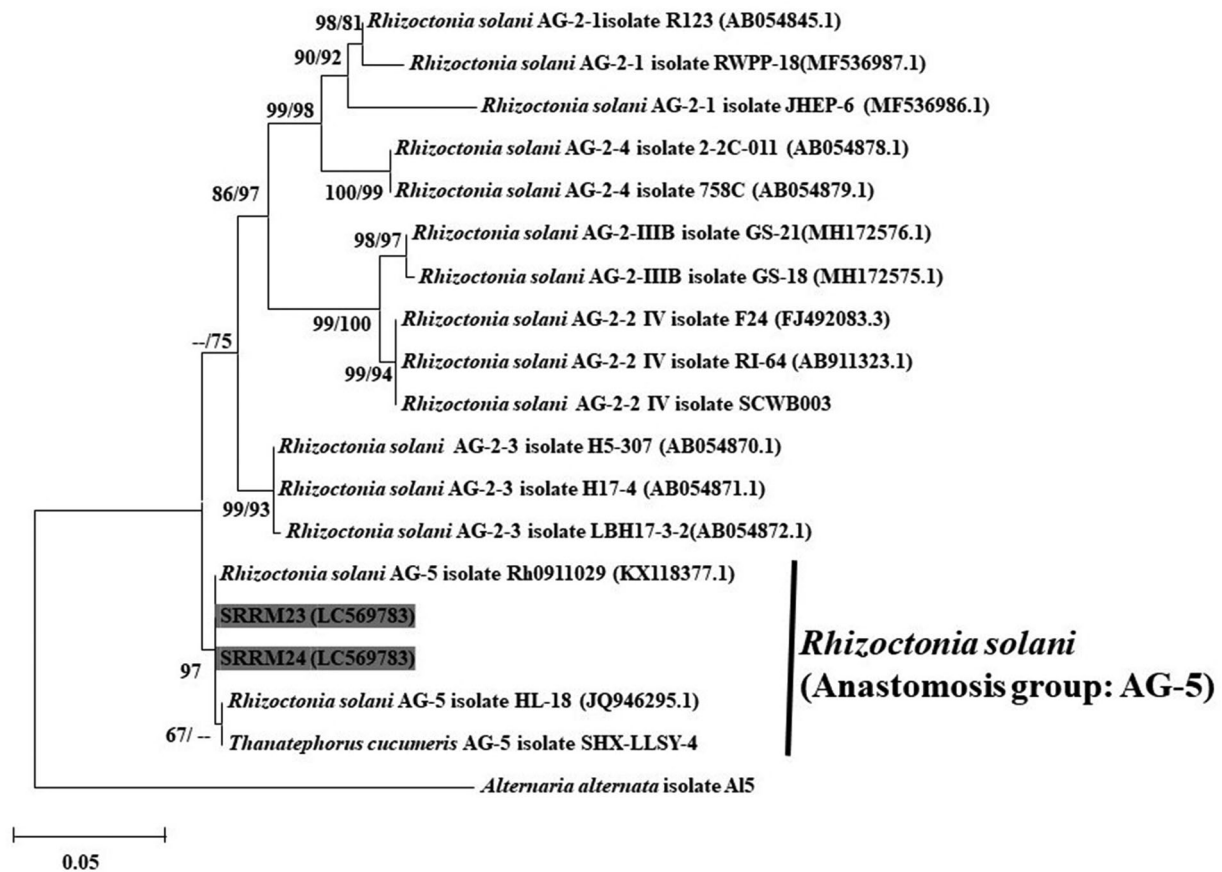 98/81
Rhizoctonia solani AG-2-1isolate R123 (AB054845.1)
90/92
Rhizoctonia solani AG-2-1 isolate RWPP-18(MF536987.1)
99/98
Rhizoctonia solani AG-2-1 isolate JHEP-6 (MF536986.1)
Rhizoctonia solani AG-2-4 isolate 2-2C-011 (AB054878.1)
100/99
Rhizoctonia solani AG-2-4 isolate 758C (AB054879.1)
86/97
98/97
Rhizoctonia solani AG-2-IIIB isolate GS-21(MH172576.1)
Rhizoctonia solani AG-2-IIIB isolate GS-18 (MH172575.1)
99/100
Rhizoctonia solani AG-2-2 IV isolate F24 (FJ492083.3)
--/75
Rhizoctonia solani AG-2-2 IV isolate RI-64 (AB911323.1)
99/94
Rhizoctonia solani AG-2-2 IV isolate SCWB003
Rhizoctonia solani AG-2-3 isolate H5-307 (AB054870.1)
Rhizoctonia solani AG-2-3 isolate H17-4 (AB054871.1)
99/93
Rhizoctonia solani AG-2-3 isolate LBH17-3-2(AB054872.1)
Rhizoctonia solani AG-5 isolate Rh0911029 (KX118377.1)
SRRM23 (LC569783)
SRRM24 (LC569783)
97
Rhizoctonia solani AG-5 isolate HL-18 (JQ946295.1)
67/ --
Thanatephorus cucumeris AG-5 isolate SHX-LLSY-4
Rhizoctonia solani
(Anastomosis group: AG-5)
Alternaria alternata isolate Al5
0.05